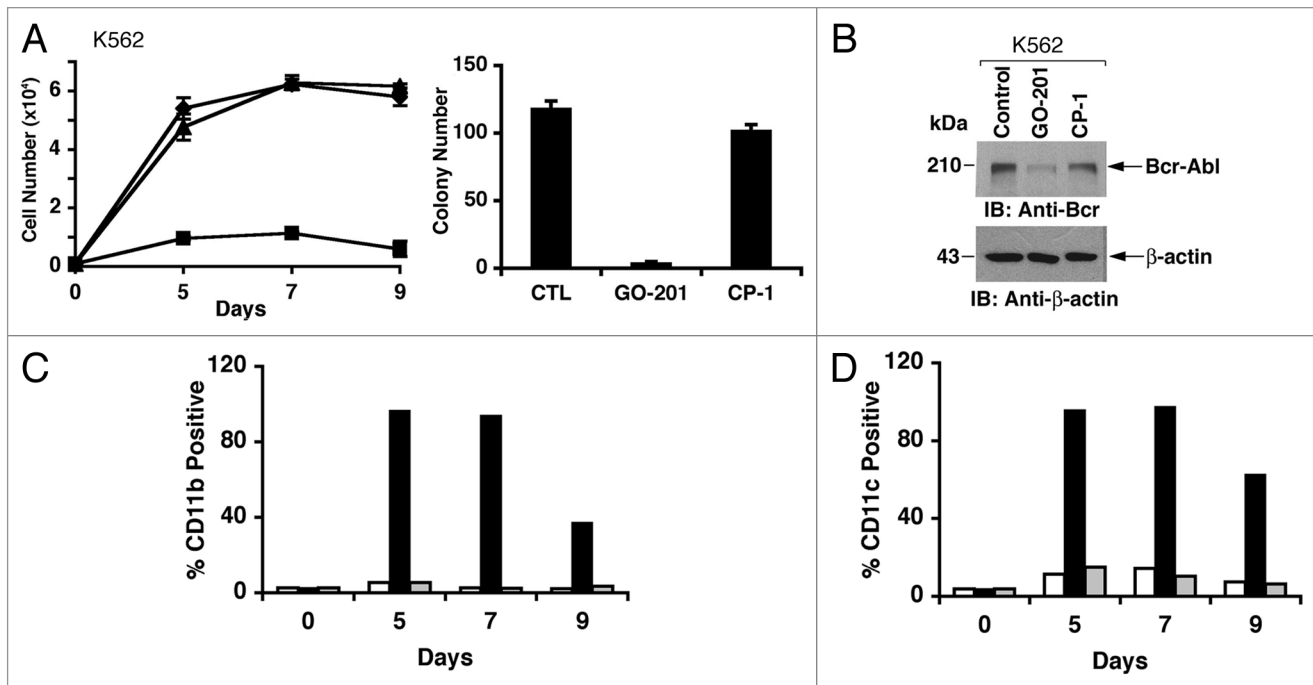 A
K562
Cell Number (x10⁴)
6
4
2
0
0 5 7 9
Days
Colony Number
150
100
50
0
CTL GO-201 CP-1
B
K562
kDa
Control
GO-201
CP-1
210
Bcr-Abl
IB: Anti-Bcr
43
β-actin
IB: Anti-β-actin
C
% CD11b Positive
120
80
40
0
0 5 7 9
Days
D
% CD11c Positive
120
80
40
0
0 5 7 9
Days